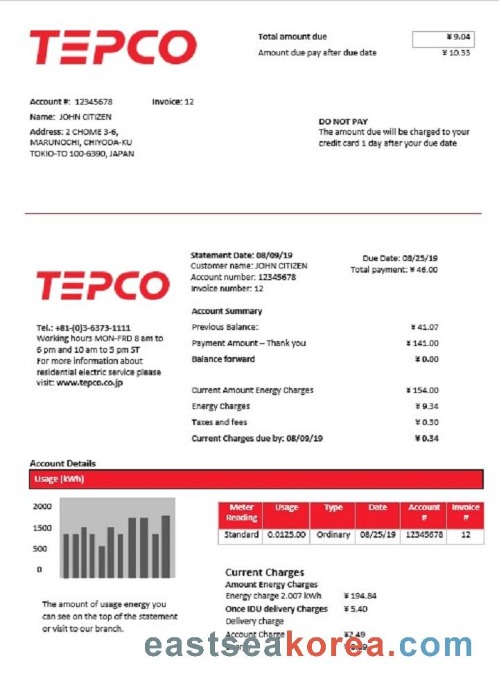 TEPCO
Total amount due ¥ 9.04
Amount due pay after due date ¥ 10.33
Account #: 12345678 Invoice: 12
Name: JOHN CITIZEN
Address: 2 CHOME 3-6,
MARUNOCHI, CHIYODA-KU
TOKIO-TO 100-6390, JAPAN
DO NOT PAY
The amount due will be charged to your
credit card 1 day after your due date
TEPCO
Statement Date: 08/09/19
Customer name: JOHN CITIZEN
Account number: 12345678
Invoice number: 12
Due Date: 08/25/19
Total payment: ¥ 46.00
Tel.: +81-(0)3-6373-1111
Working hours MON-FRD 8 am to
6 pm and 10 am to 5 pm ST
For more information about
residential electric service please
visit: www.tepco.co.jp
Account Summary
Previous Balance: ¥ 41.07
Payment Amount – Thank you ¥ 141.00
Balance forward ¥ 0.00
Current Amount Energy Charges ¥ 154.00
Energy Charges ¥ 9.34
Taxes and fees ¥ 0.30
Current Charges due by: 08/09/19 ¥ 0.34
Account Details
Usage (kWh)
2000
1500
500
0
Meter Reading Usage Type Date Account # Invoice #
Standard 0.0125.00 Ordinary 08/25/19 12345678 12
The amount of usage energy you
can see on the top of the statement
or visit to our branch.
Current Charges
Amount Energy Charges
Energy charge 2.007 kWh ¥ 194.84
Once IDU delivery Charges ¥ 5.40
Delivery charge
Account Charge ¥2.49
eastseakorea.com